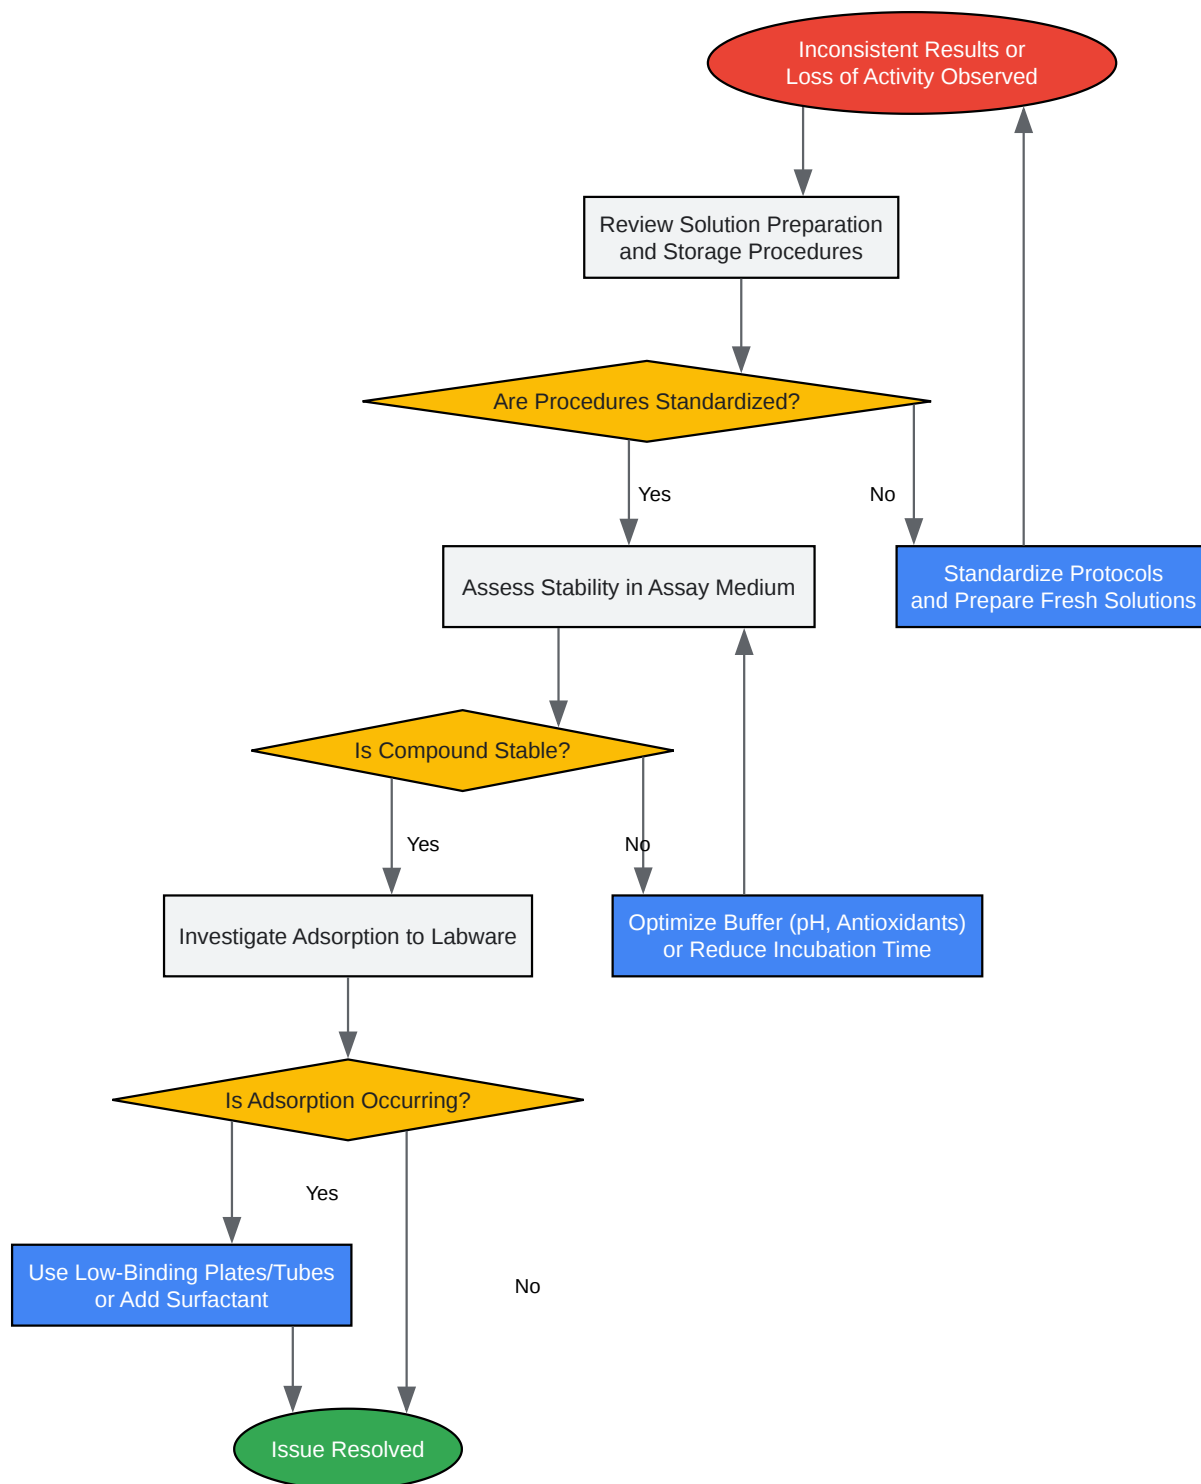 Inconsistent Results or
Loss of Activity Observed
Review Solution Preparation
and Storage Procedures
Are Procedures Standardized?
Yes
No
Assess Stability in Assay Medium
Standardize Protocols
and Prepare Fresh Solutions
Is Compound Stable?
Yes
No
Investigate Adsorption to Labware
Optimize Buffer (pH, Antioxidants)
or Reduce Incubation Time
Is Adsorption Occurring?
Yes
Use Low-Binding Plates/Tubes
or Add Surfactant
No
Issue Resolved